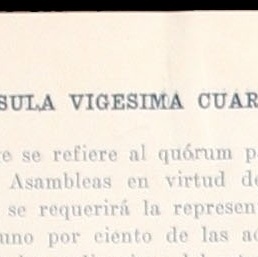 SULA VIGESIMA CUAR
e se refiere al quórum p
Asambleas en virtud de
se requerirá la represen
uno por ciento de las ac